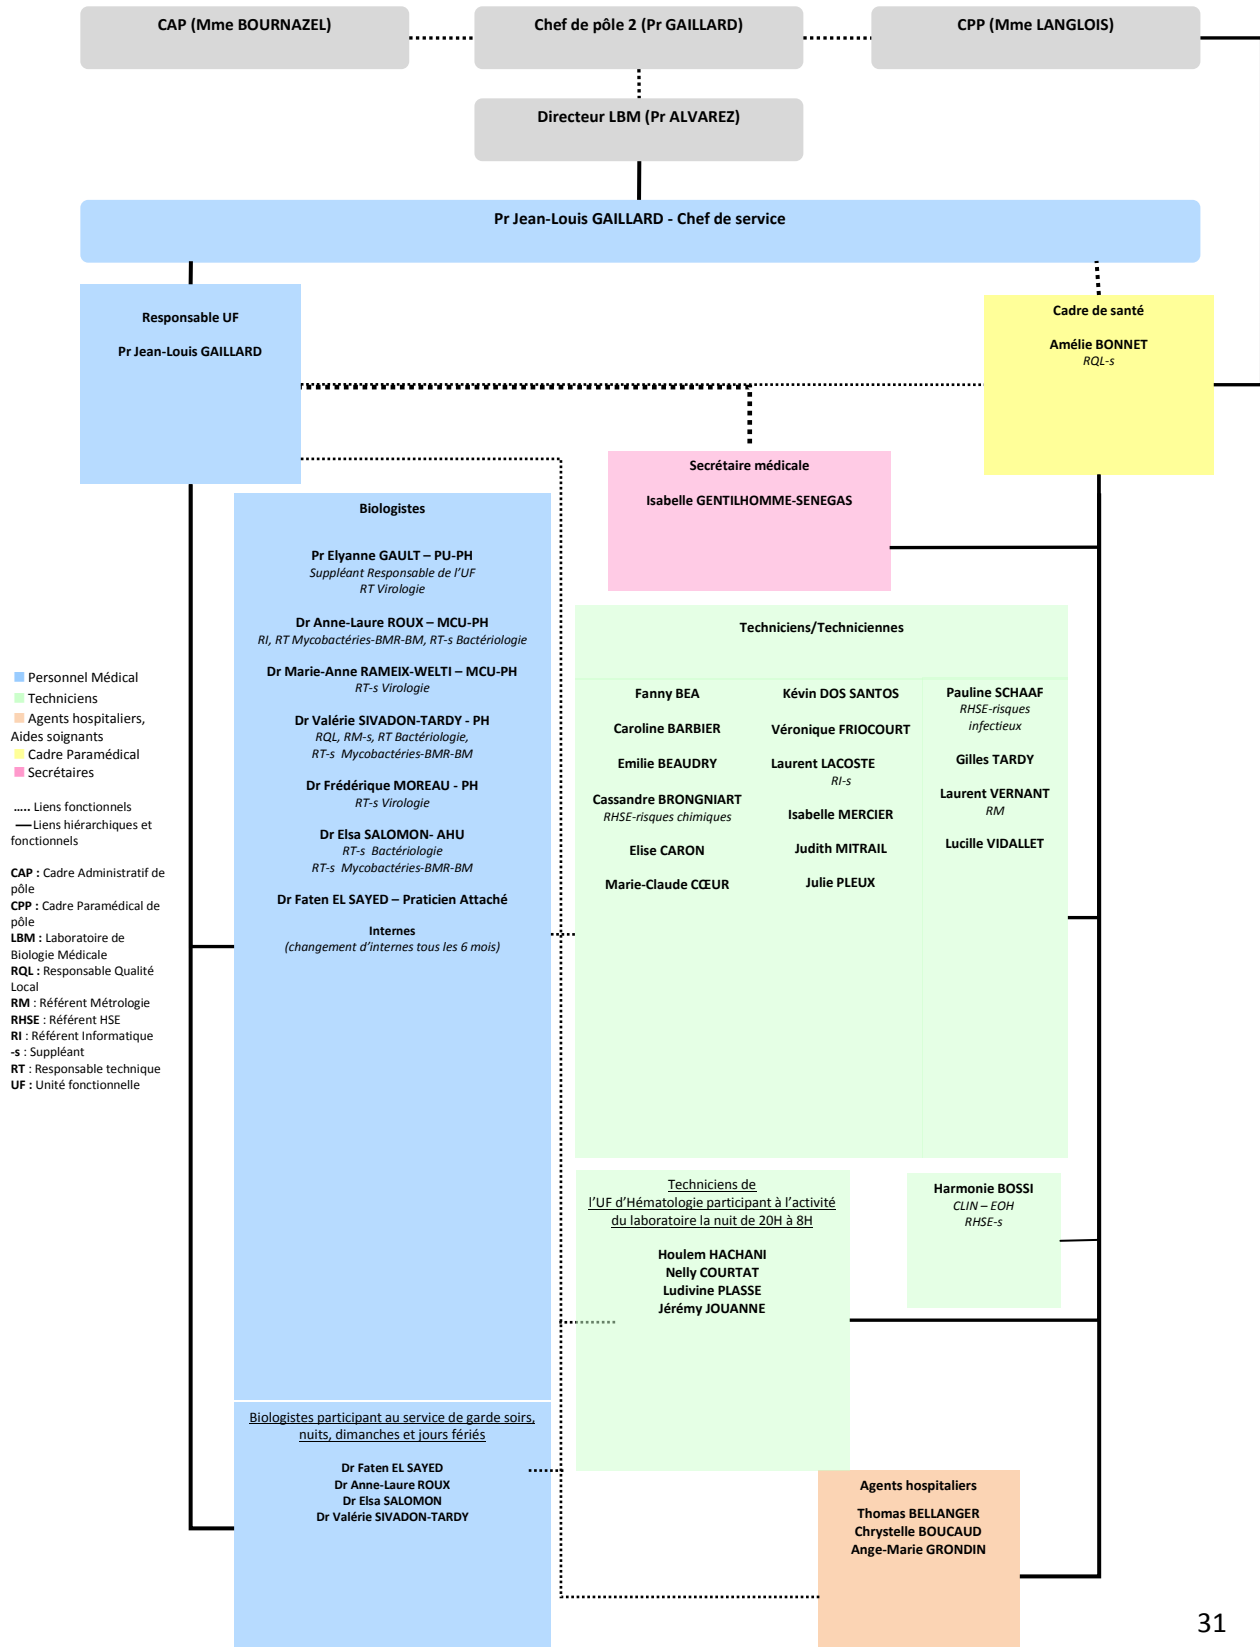 CAP (Mme BOURNAZEL)
Chef de pôle 2 (Pr GAILLARD)
CPP (Mme LANGLOIS)
Directeur LBM (Pr ALVAREZ)
Pr Jean-Louis GAILLARD - Chef de service
Responsable UF
Pr Jean-Louis GAILLARD
Cadre de santé
Amélie BONNET
RQL-s
Secrétaire médicale
Isabelle GENTILHOMME-SENEGAS
Biologistes
Pr Elyanne GAULT – PU-PH
Suppléant Responsable de l’UF
RT Virologie
Dr Anne-Laure ROUX – MCU-PH
RI, RT Mycobactéries-BMR-BM, RT-s Bactériologie
Dr Marie-Anne RAMEIX-WELTI – MCU-PH
RT-s Virologie
Dr Valérie SIVADON-TARDY - PH
RQL, RM-s, RT Bactériologie,
RT-s  Mycobactéries-BMR-BM
Dr Frédérique MOREAU - PH
RT-s Virologie
Dr Elsa SALOMON- AHU
RT-s  Bactériologie
RT-s  Mycobactéries-BMR-BM
Dr Faten EL SAYED – Praticien Attaché
Internes
(changement d’internes tous les 6 mois)
Techniciens/Techniciennes
Fanny BEA
Caroline BARBIER
Emilie BEAUDRY
Cassandre BRONGNIART
RHSE-risques chimiques
Elise CARON
Marie-Claude CŒUR
Kévin DOS SANTOS
Véronique FRIOCOURT
Laurent LACOSTE
RI-s
Isabelle MERCIER
Judith MITRAIL
Julie PLEUX
Pauline SCHAAF
RHSE-risques
infectieux
Gilles TARDY
Laurent VERNANT
RM
Lucille VIDALLET
Personnel Médical
Techniciens
Agents hospitaliers,
Aides soignants
Cadre Paramédical
Secrétaires
..... Liens fonctionnels
—Liens hiérarchiques et
fonctionnels
CAP : Cadre Administratif de
pôle
CPP : Cadre Paramédical de
pôle
LBM : Laboratoire de
Biologie Médicale
RQL : Responsable Qualité
Local
RM : Référent Métrologie
RHSE : Référent HSE
RI : Référent Informatique
-s : Suppléant
RT : Responsable technique
UF : Unité fonctionnelle
Techniciens de
l’UF d’Hématologie participant à l’activité
du laboratoire la nuit de 20H à 8H
Houlem HACHANI
Nelly COURTAT
Ludivine PLASSE
Jérémy JOUANNE
Harmonie BOSSI
CLIN – EOH
RHSE-s
Biologistes participant au service de garde soirs,
nuits, dimanches et jours fériés
Dr Faten EL SAYED
Dr Anne-Laure ROUX
Dr Elsa SALOMON
Dr Valérie SIVADON-TARDY
Agents hospitaliers
Thomas BELLANGER
Chrystelle BOUCAUD
Ange-Marie GRONDIN
31